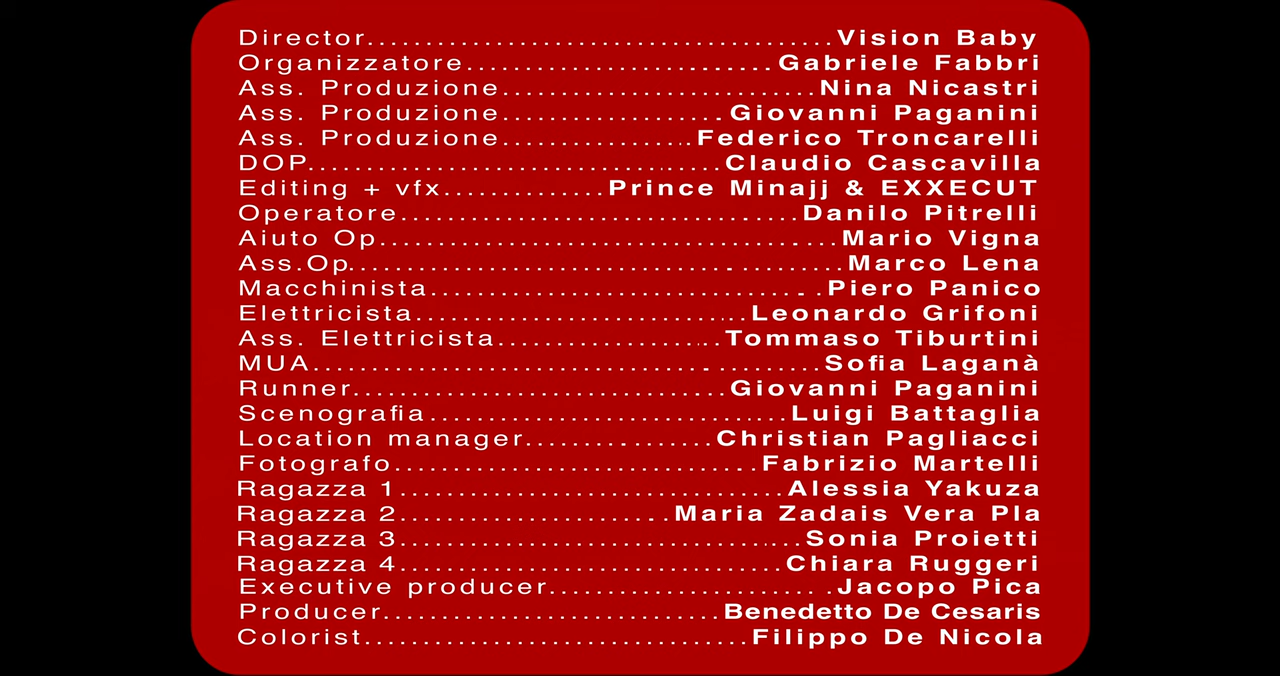 Director.......................................Vision Baby
Organizzatore..........................Gabriele Fabbri
Ass. Produzione...........................Nina Nicastri
Ass. Produzione...................Giovanni Paganini
Ass. Produzione................Federico Troncarelli
DOP...................................Claudio Cascavilla
Editing + vfx..............Prince Minajj & EXXECUT
Operatore..................................Danilo Pitrelli
Aiuto Op.......................................Mario Vigna
Ass.Op..........................................Marco Lena
Macchinista..................................Piero Panico
Elettricista............................Leonardo Grifoni
Ass. Elettricista...................Tommaso Tiburtini
MUA...........................................Sofia Laganà
Runner................................Giovanni Paganini
Scenografia..............................Luigi Battaglia
Location manager................Christian Pagliacci
Fotografo...............................Fabrizio Martelli
Ragazza 1.................................Alessia Yakuza
Ragazza 2.......................Maria Zadais Vera Pla
Ragazza 3..................................Sonia Proietti
Ragazza 4.................................Chiara Ruggeri
Executive producer........................Jacopo Pica
Producer.............................Benedetto De Cesaris
Colorist.................................Filippo De Nicola